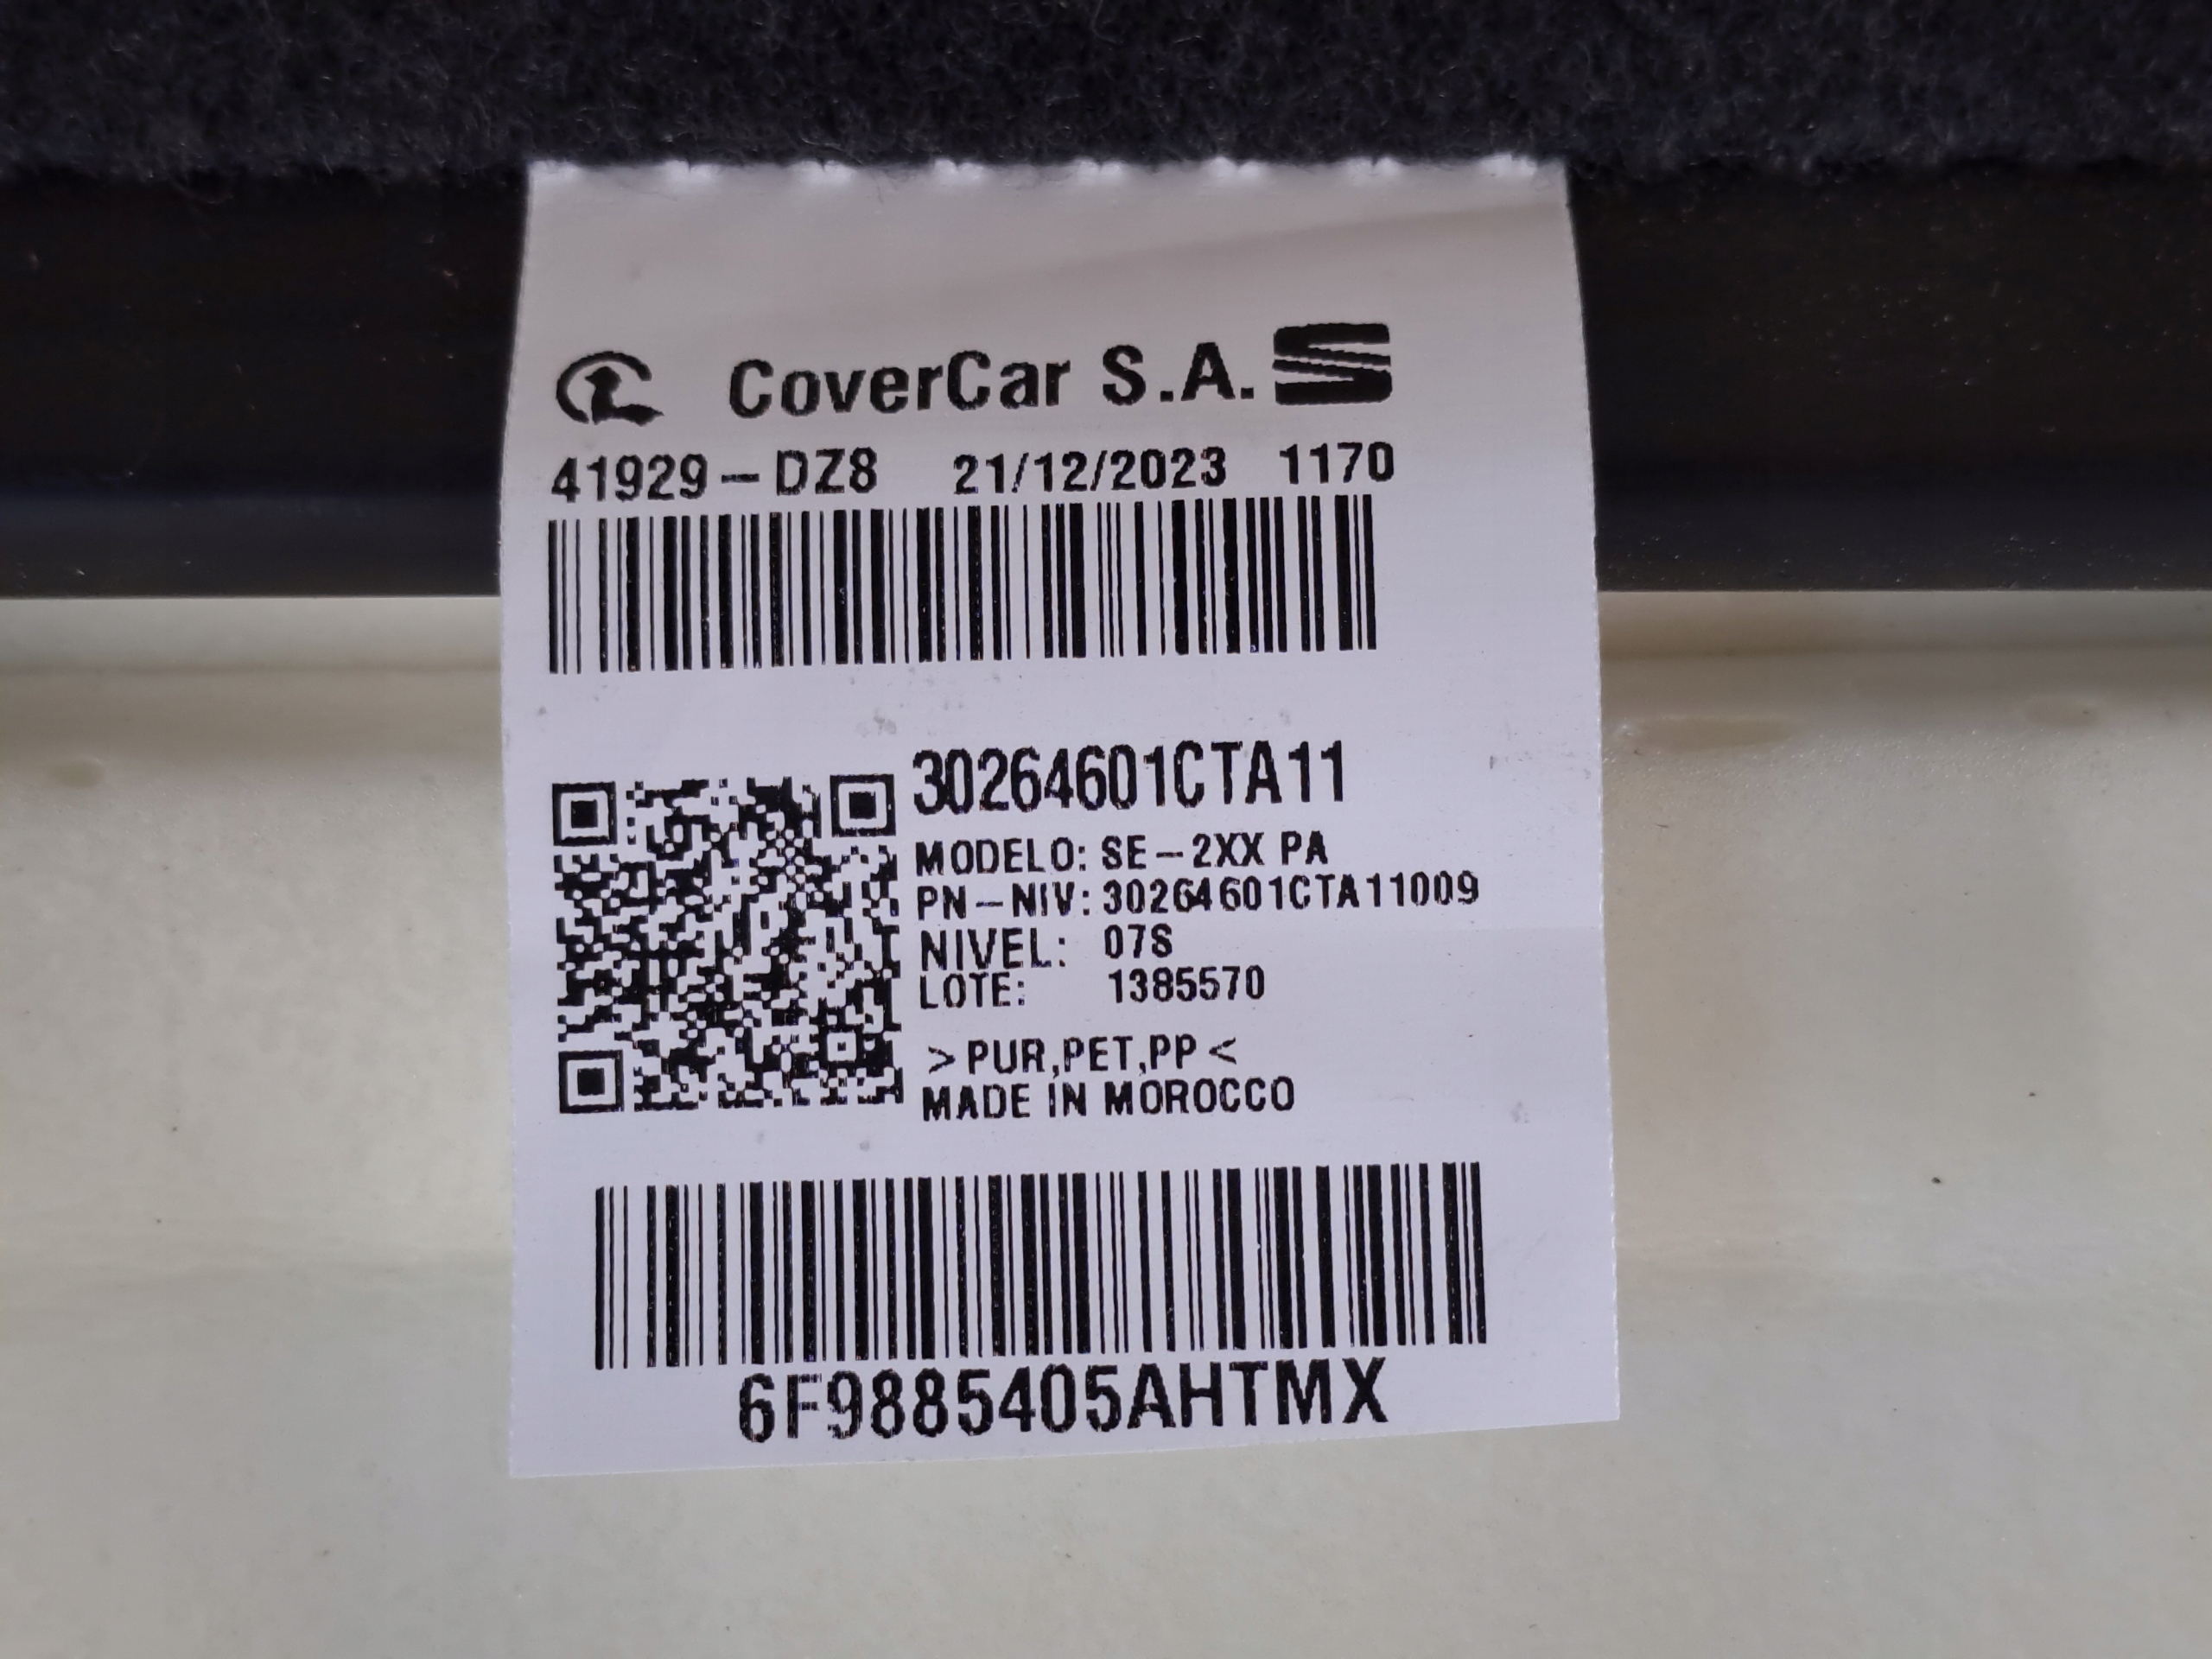 CoverCar S.A.
41929-DZ8 21/12/2023 1170
30264601CTA11
MODELO: SE-2XX PA
PN-NIV: 30264601CTA11009
NIVEL: 07S
LOTE: 1385570
>PUR,PET,PP<
MADE IN MOROCCO
6F9885405AHTMX